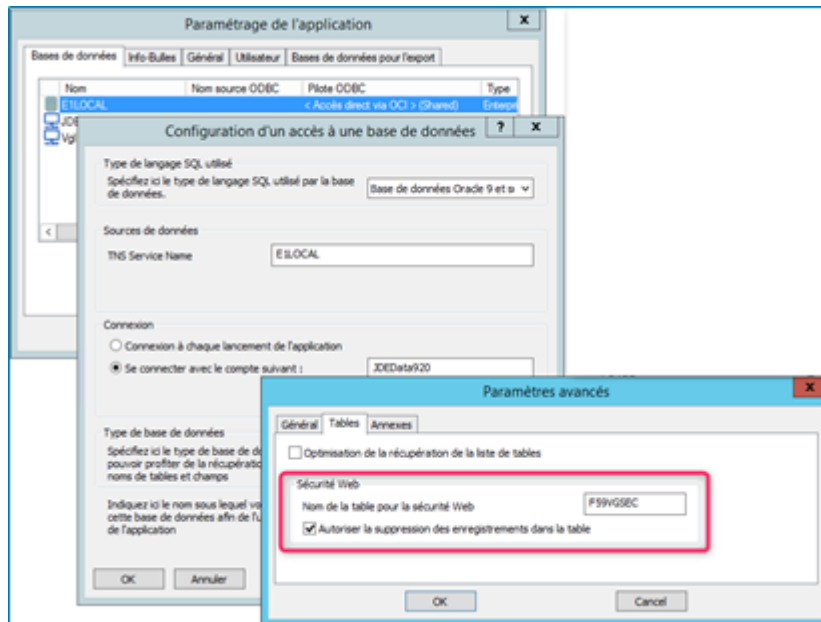 Paramétrage de l'application
x
Bases de données Info-Bulles Général Utilisateur Bases de données pour l'export
Nom Nom source ODBC Pilote ODBC Type
E1LOCAL < Accès direct via OCI > (Shared) Enterpri
JDE
Vgl
Configuration d'un accès à une base de données ? x
Type de langage SQL utilisé
Spécifiez ici le type de langage SQL utilisé par la base
de données.
Base de données Oracle 9 et su
Sources de données
TNS Service Name E1LOCAL
Connexion
Connexion à chaque lancement de l'application
Se connecter avec le compte suivant : JDEData920
Type de base de données
Spécifiez ici le type de base de do
pouvoir profiter de la récupératio
noms de tables et champs
Indiquez ici le nom sous lequel vo
cette base de données afin de l'u
de l'application
OK Annuler
Paramètres avancés x
Général Tables Annexes
Optimisation de la récupération de la liste de tables
Sécurité Web
Nom de la table pour la sécurité Web F59VGSEC
Autoriser la suppression des enregistrements dans la table
OK Cancel